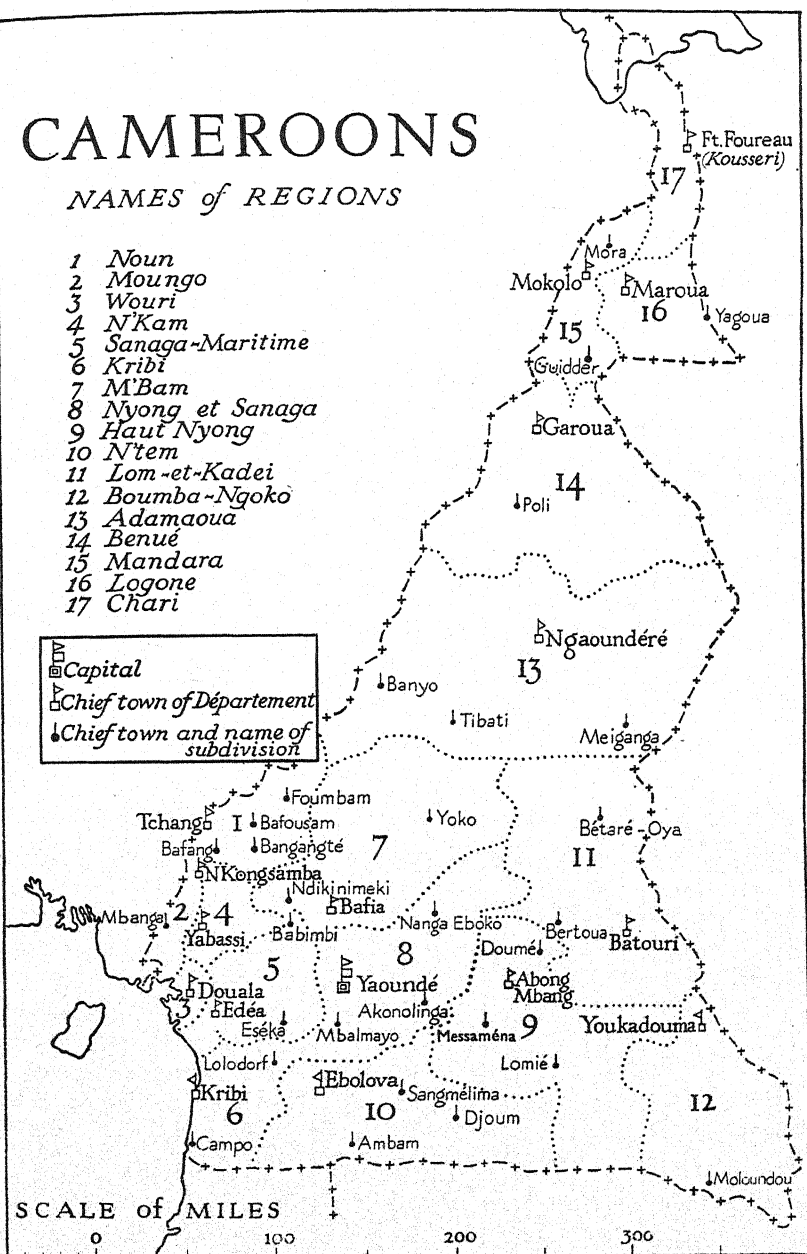 CAMEROONS
NAMES of REGIONS
1 Noun
2 Moungo
3 Wouri
4 N'Kam
5 Sanaga-Maritime
6 Kribi
7 M'Bam
8 Nyong et Sanaga
9 Haut Nyong
10 N'tem
11 Lom-et-Kadei
12 Boumba-Ngoko
13 Adamaoua
14 Benué
15 Mandara
16 Logone
17 Chari
Capital
Chief town of Département
Chief town and name of
subdivision
Ft. Foureau
(Kousseri)
17
Mora
Mokolo
Maroua
16
Yagoua
15
Guidder
Garoua
14
Poli
Ngaoundéré
13
Banyo
Tibati
Meiganga
Foumbam
Tchang
1
Bafousam
Yoko
Bétaré-Oya
Bafang
Bangangté
7
11
NKongsamba
Ndikinimeki
Bafia
Mbanga
2
4
Nanga Eboko
Bertoua
Batouri
Yabassi
Babimbi
Doumé
5
8
Douala
Yaoundé
Abong
Mbang
3
Edéa
Akonolinga
Eséka
Mbalmayo
Messaména
9
Youkadouma
Lolodorf
Lomié
Kribi
Ebolova
Sangmélima
6
10
Djoum
12
Campo
Ambam
Moloundou
SCALE of MILES
0 100 200 300